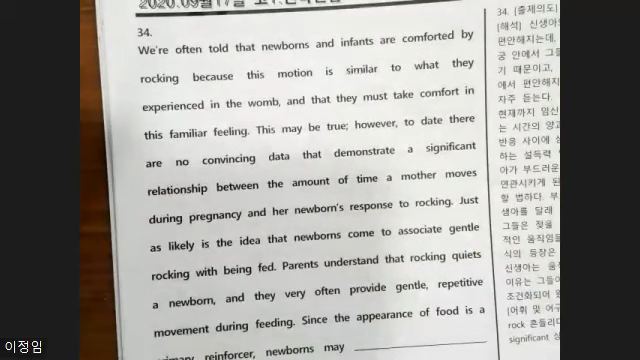 34.
We're often told that newborns and infants are comforted by
rocking because this motion is similar to what they
experienced in the womb, and that they must take comfort in
this familiar feeling. This may be true; however, to date there
are no convincing data that demonstrate a significant
relationship between the amount of time a mother moves
during pregnancy and her newborn's response to rocking. Just
as likely is the idea that newborns come to associate gentle
rocking with being fed. Parents understand that rocking quiets
a newborn, and they very often provide gentle, repetitive
movement during feeding. Since the appearance of food is a
primary reinforcer, newborns may
34. [출제의도]
[해석] 신생아
편안해지는데,
궁 안에서 그들
기 때문이고,
에서 편안해지
자주 듣는다.
현재까지 임신
는 시간의 양고
반응 사이에
하는 설득력
아가 부드러운
연관시키게 된
할 법하다. 부
생아를 달래
그들은 젖을
적인 움직임을
식의 등장은
신생아는 움
이유는 그들이
조건화되어
[어휘 및 어구
rock 흔들리다
significant
이정임